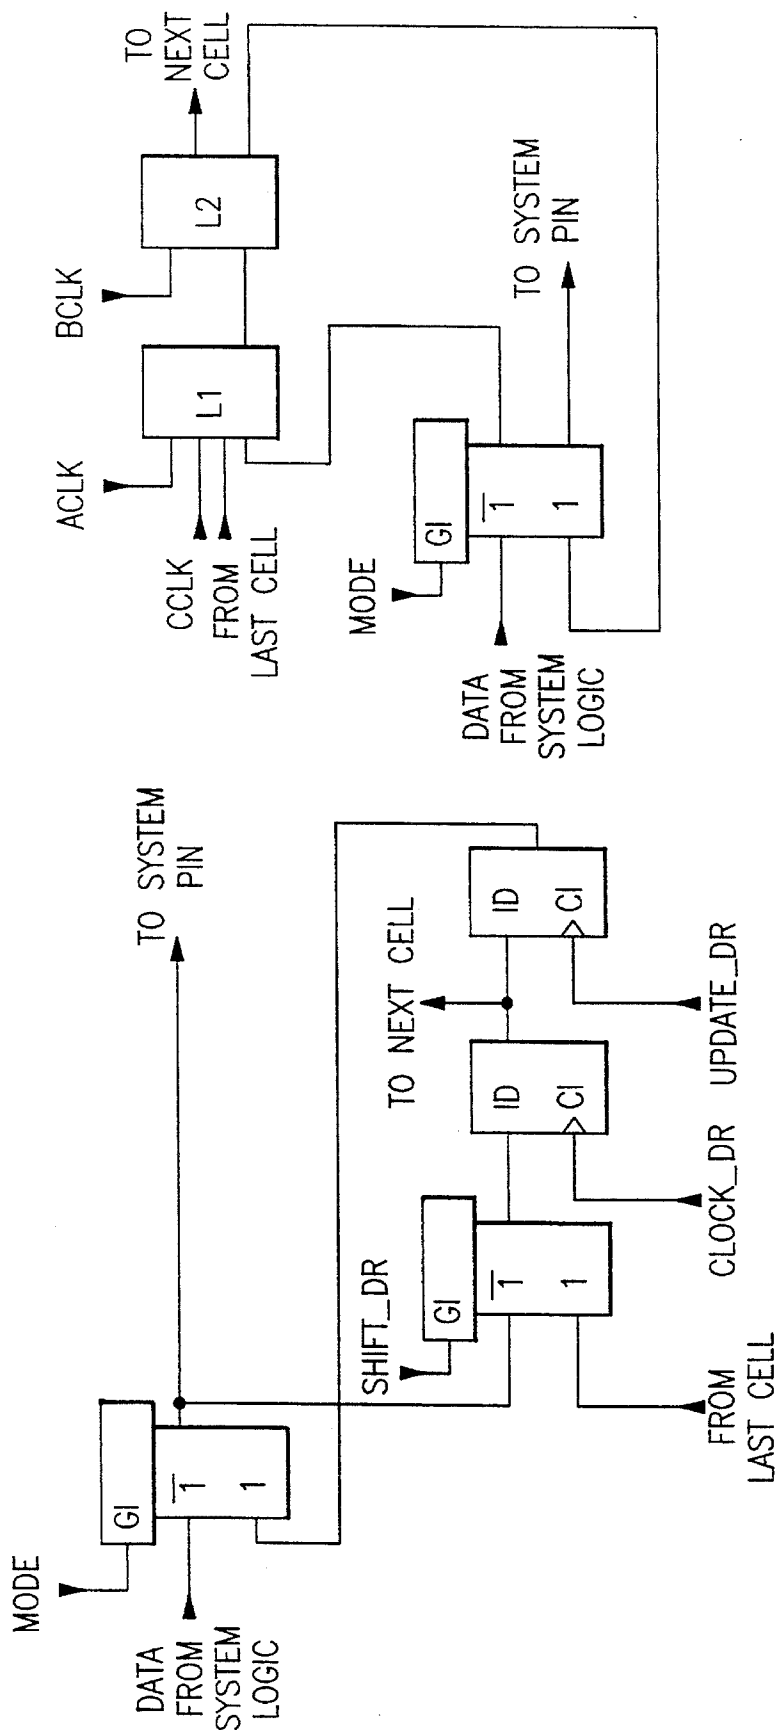 MODE
GI
1
1
DATA
FROM
SYSTEM
LOGIC
TO SYSTEM
PIN
SHIFT_DR
GI
1
1
FROM
LAST CELL
TO NEXT CELL
ID
CI
CLOCK_DR
ID
CI
UPDATE_DR
ACLK
CCLK
FROM
LAST CELL
L1
BCLK
L2
TO
NEXT
CELL
MODE
GI
1
1
DATA
FROM
SYSTEM
LOGIC
TO SYSTEM
PIN